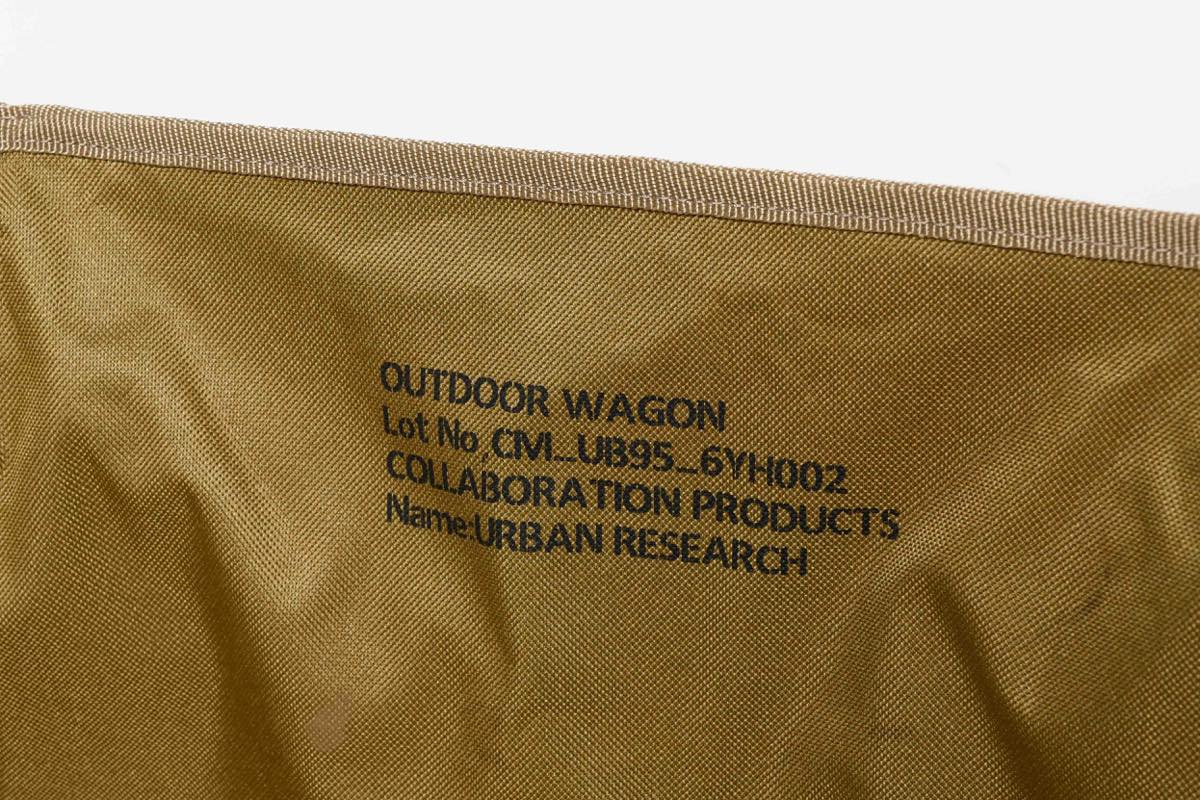 OUTDOOR WAGON
Lot No,CM_UB95_6YH002
COLLABORATION PRODUCTS
Name:URBAN RESEARCH